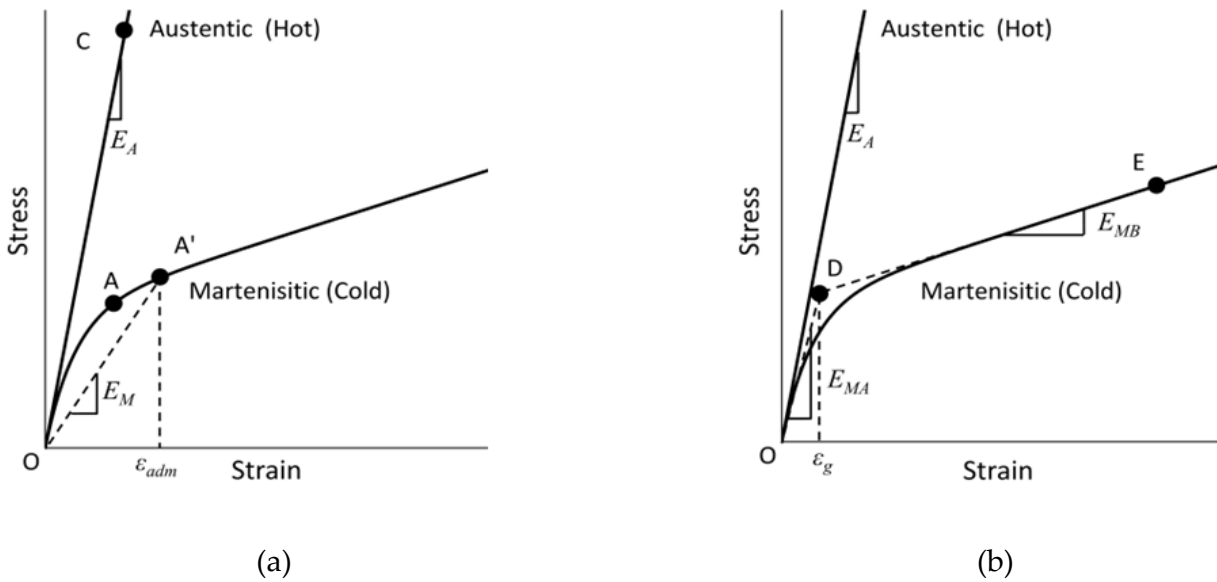 C
Austentic (Hot)
E_A
Stress
A
A'
Martenisitic (Cold)
E_M
O
ε_adm
Strain
(a)
Austentic (Hot)
E_A
Stress
E
E_MB
D
Martenisitic (Cold)
E_MA
O
ε_g
Strain
(b)